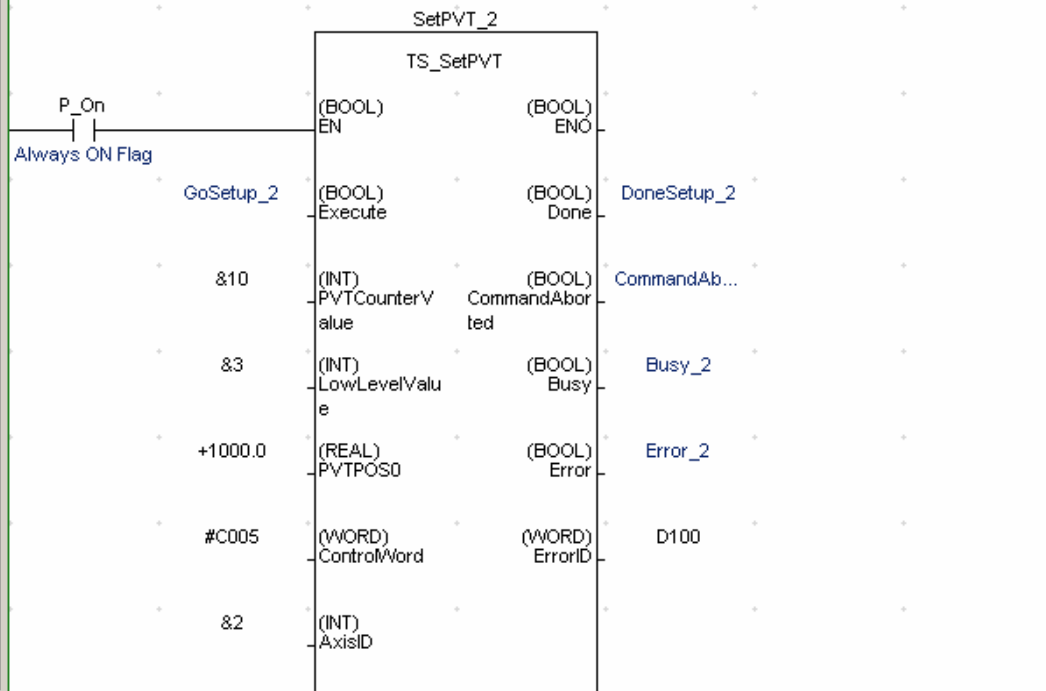 SetPVT_2
TS_SetPVT
P_On
(BOOL) (BOOL)
EN ENO
Always ON Flag
GoSetup_2 (BOOL) (BOOL) DoneSetup_2
Execute Done
&10 (INT) (BOOL) CommandAb...
PVTCounterV CommandAbor
alue ted
&3 (INT) (BOOL) Busy_2
LowLevelValu Busy
e
+1000.0 (REAL) (BOOL) Error_2
PVTPOS0 Error
#C005 (WORD) (WORD) D100
ControlWord ErrorID
&2 (INT)
AxisID